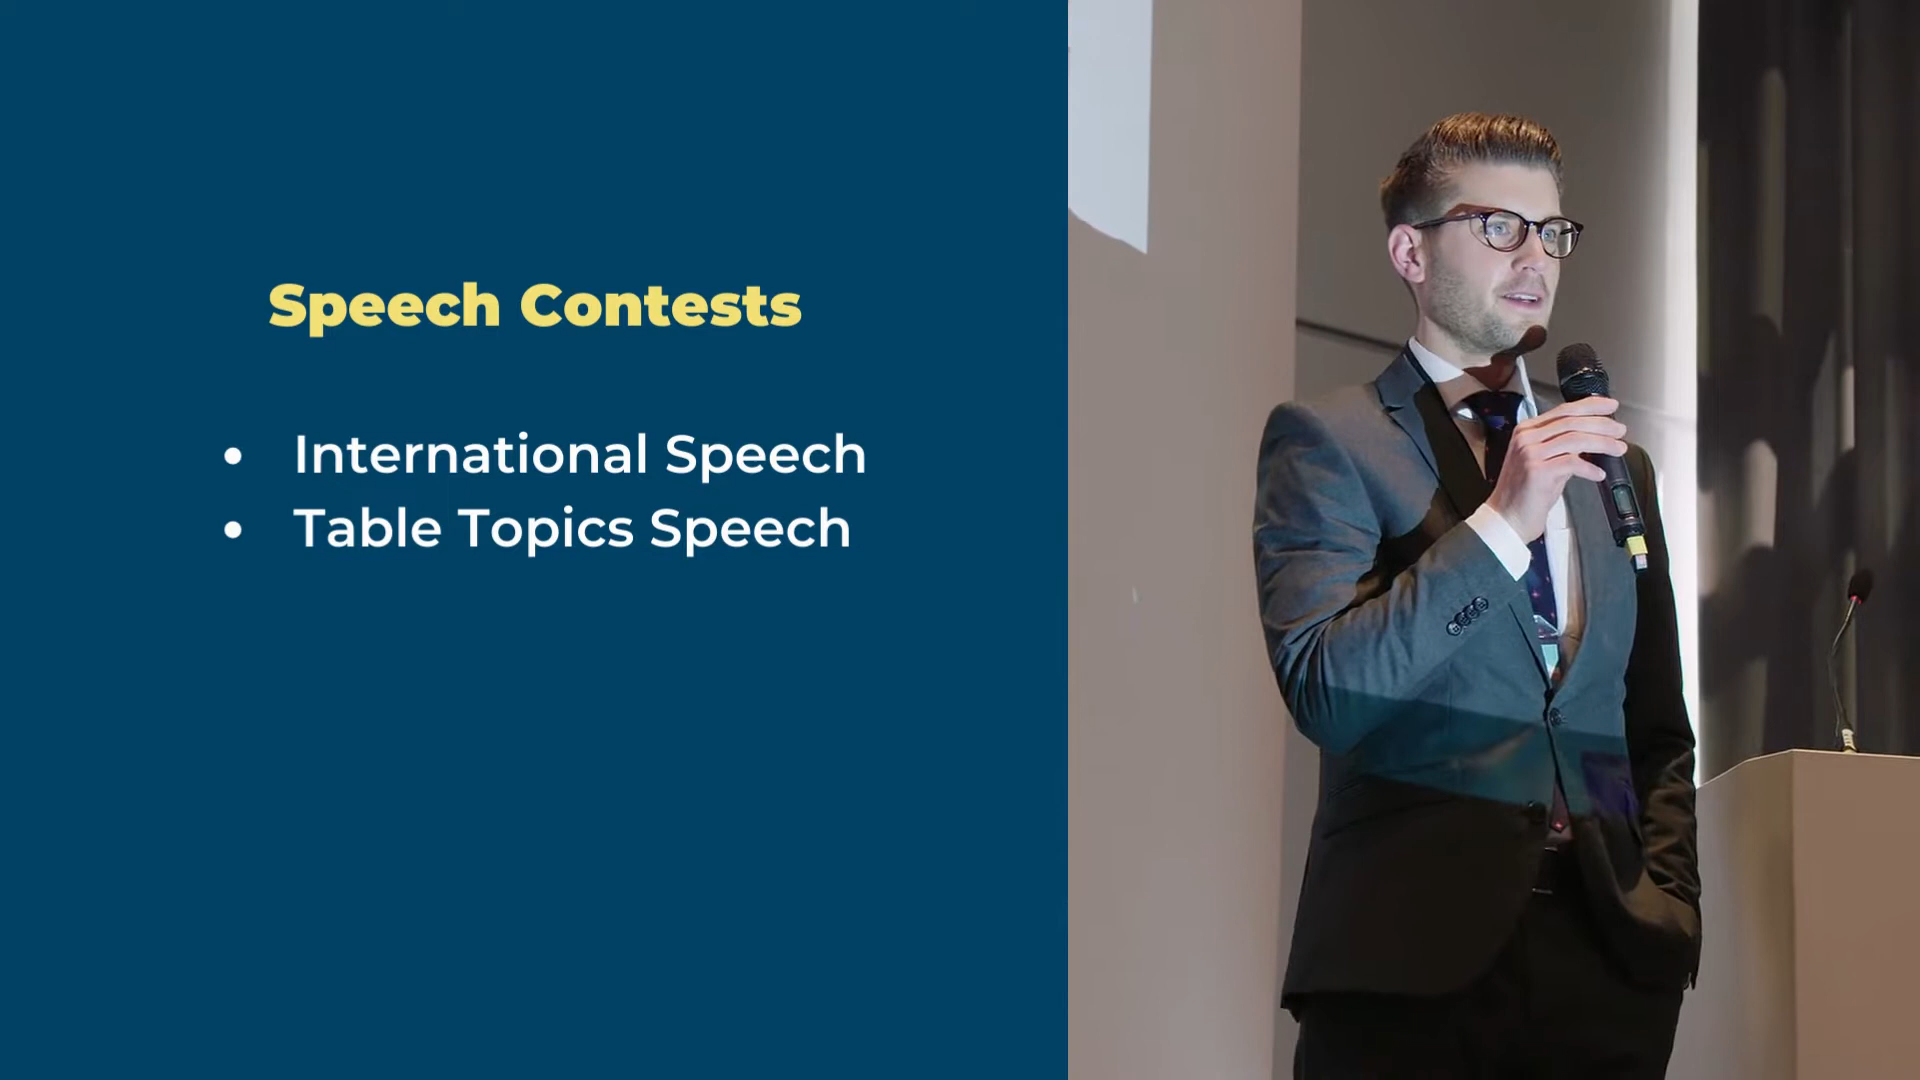 Speech Contests
• International Speech
• Table Topics Speech